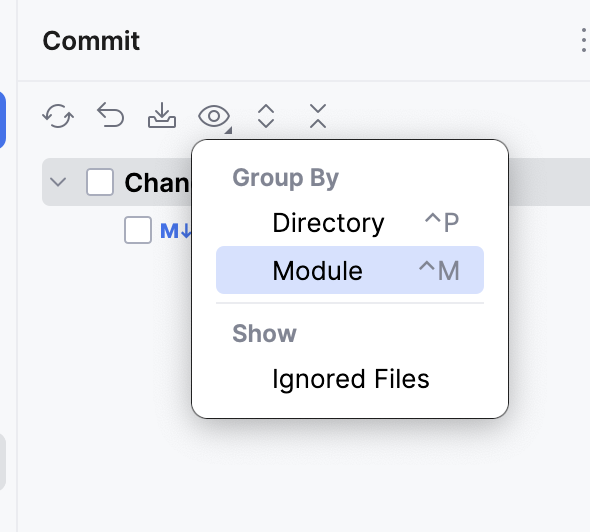 Commit
Chan
M↓
Group By
Directory ^P
Module ^M
Show
Ignored Files